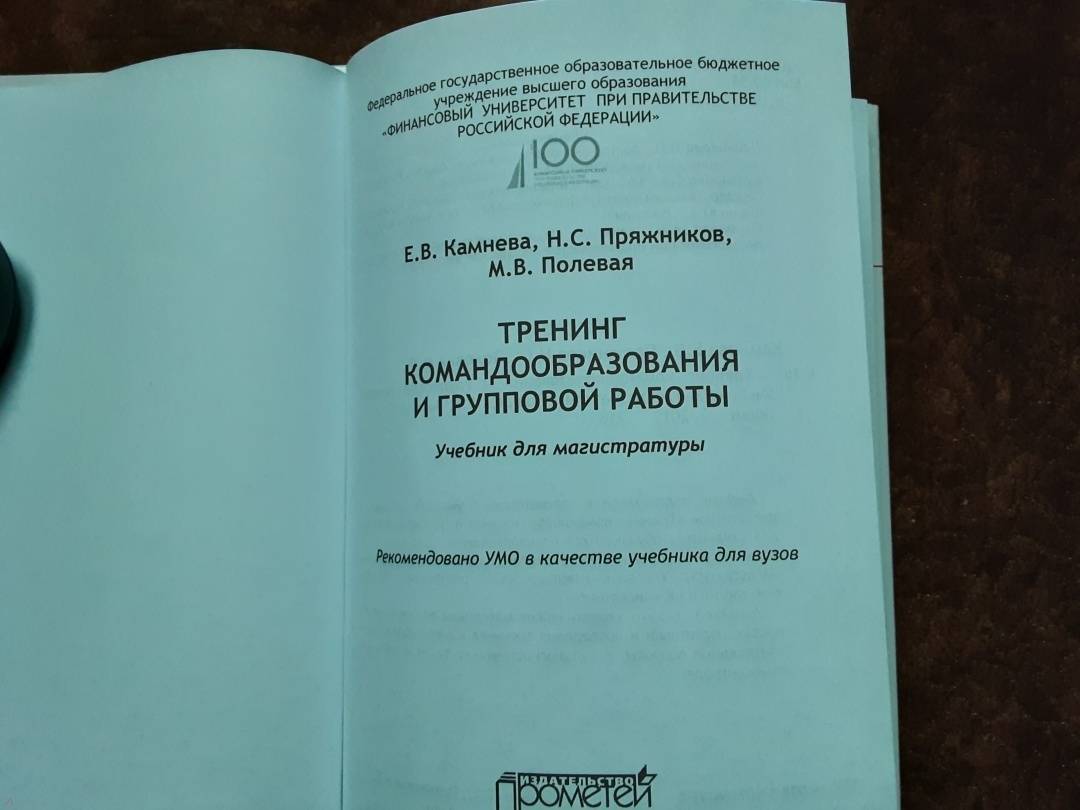 Федеральное государственное образовательное бюджетное
учреждение высшего образования
«ФИНАНСОВЫЙ УНИВЕРСИТЕТ ПРИ ПРАВИТЕЛЬСТВЕ
РОССИЙСКОЙ ФЕДЕРАЦИИ»
100
Е.В. Камнева, Н.С. Пряжников,
М.В. Полевая
ТРЕНИНГ
КОМАНДООБРАЗОВАНИЯ
И ГРУППОВОЙ РАБОТЫ
Учебник для магистратуры
Рекомендовано УМО в качестве учебника для вузов
ИЗДАТЕЛЬСТВО
Прометей